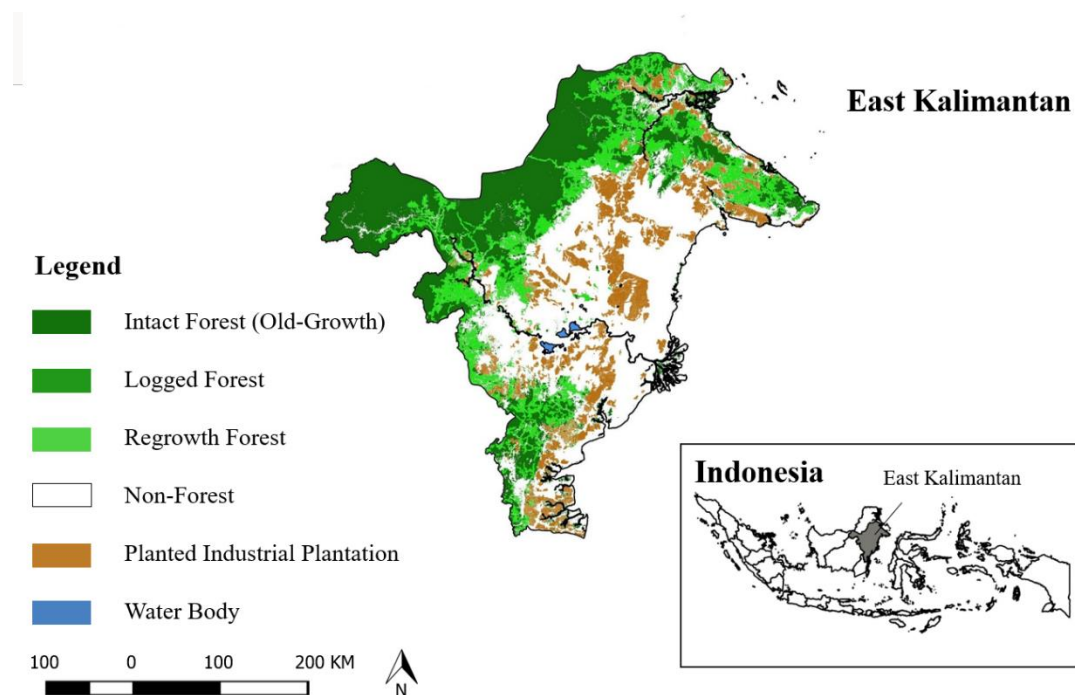 East Kalimantan
Legend
Intact Forest (Old-Growth)
Logged Forest
Regrowth Forest
Non-Forest
Planted Industrial Plantation
Water Body
100 0 100 200 KM
N
Indonesia
East Kalimantan